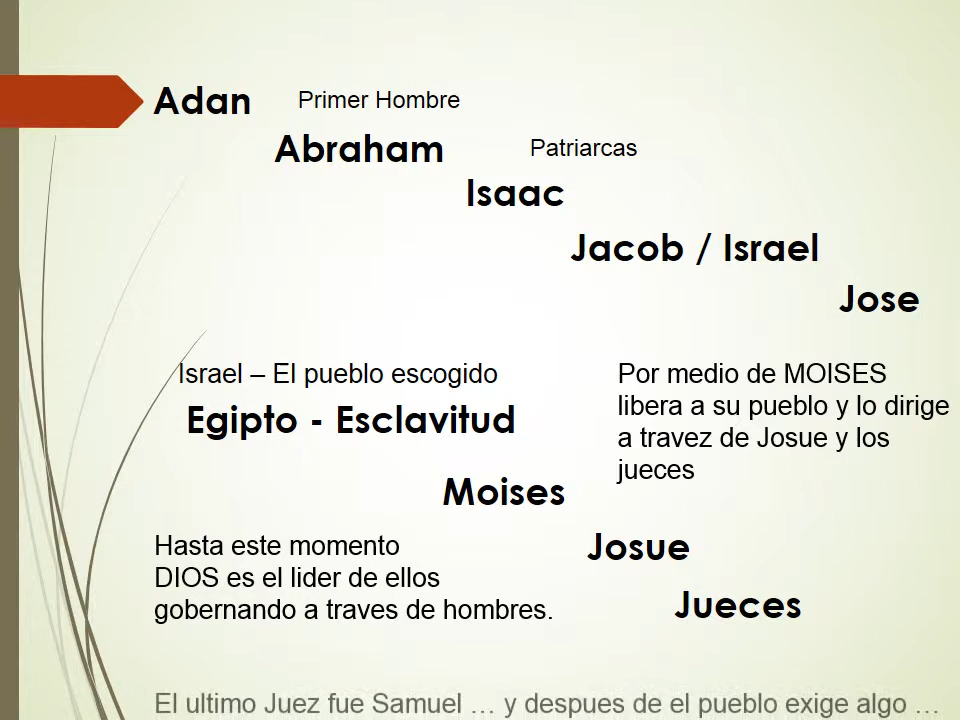 Adan Primer Hombre
Abraham Patriarcas
Isaac
Jacob / Israel
Jose
Israel – El pueblo escogido
Egipto - Esclavitud
Por medio de MOISES
libera a su pueblo y lo dirige
a travez de Josue y los
jueces
Moises
Josue
Jueces
Hasta este momento
DIOS es el lider de ellos
gobernando a traves de hombres.
El ultimo Juez fue Samuel … y despues de el pueblo exige algo …